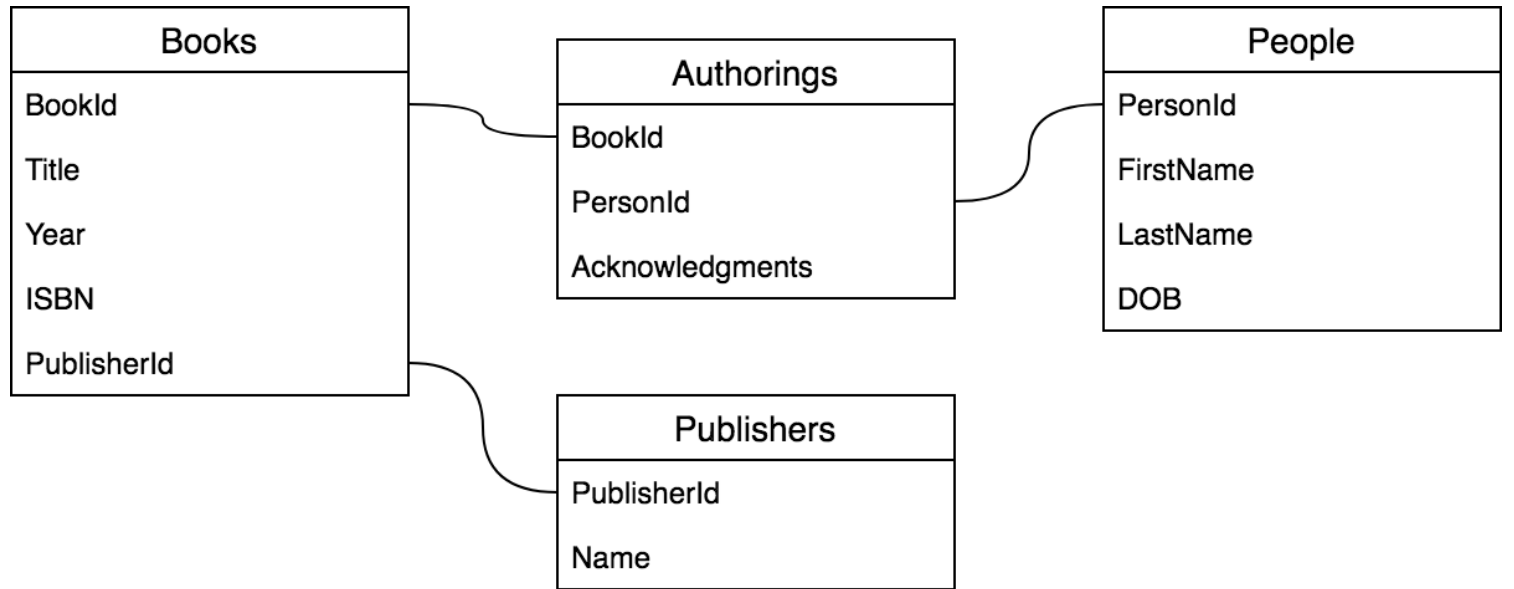 Books
BookId
Title
Year
ISBN
PublisherId
Authorings
BookId
PersonId
Acknowledgments
People
PersonId
FirstName
LastName
DOB
Publishers
PublisherId
Name